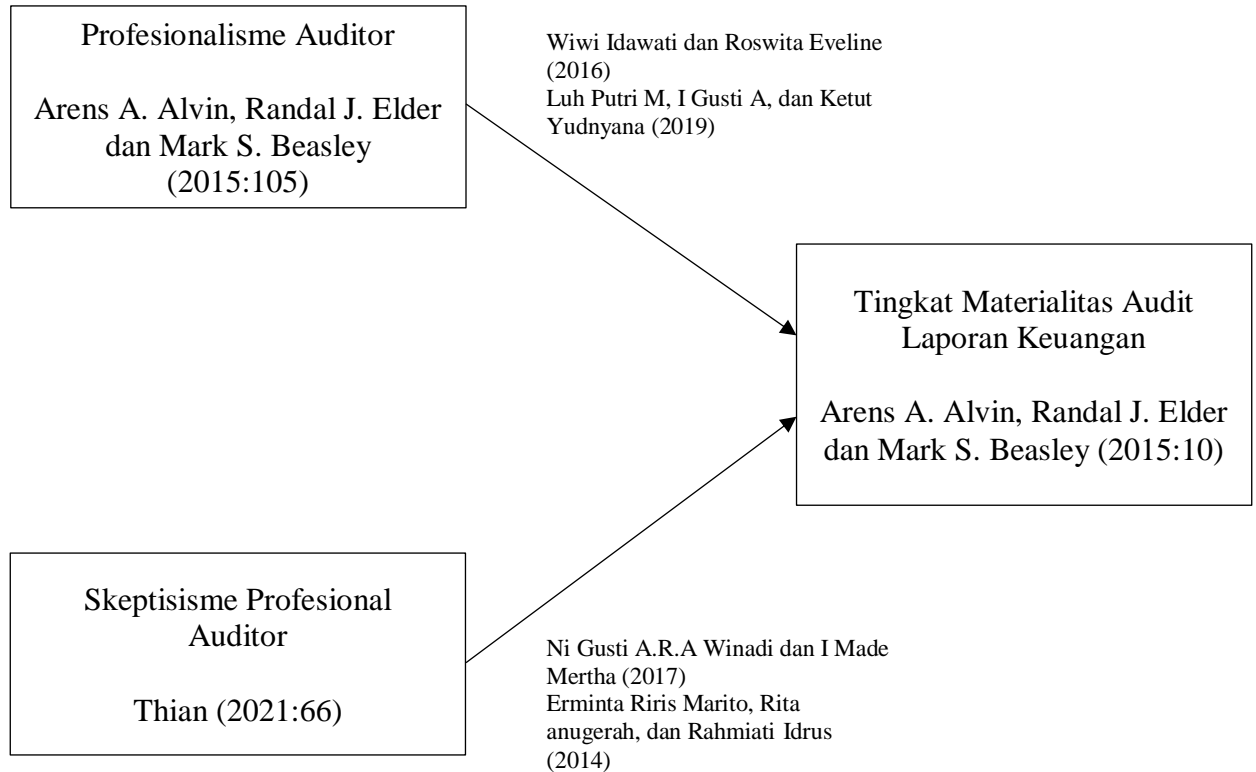 Profesionalisme Auditor
Arens A. Alvin, Randal J. Elder
dan Mark S. Beasley
(2015:105)
Wiwi Idawati dan Roswita Eveline
(2016)
Luh Putri M, I Gusti A, dan Ketut
Yudnyana (2019)
Tingkat Materialitas Audit
Laporan Keuangan
Arens A. Alvin, Randal J. Elder
dan Mark S. Beasley (2015:10)
Skeptisisme Profesional
Auditor
Thian (2021:66)
Ni Gusti A.R.A Winadi dan I Made
Mertha (2017)
Erminta Riris Marito, Rita
anugerah, dan Rahmiati Idrus
(2014)